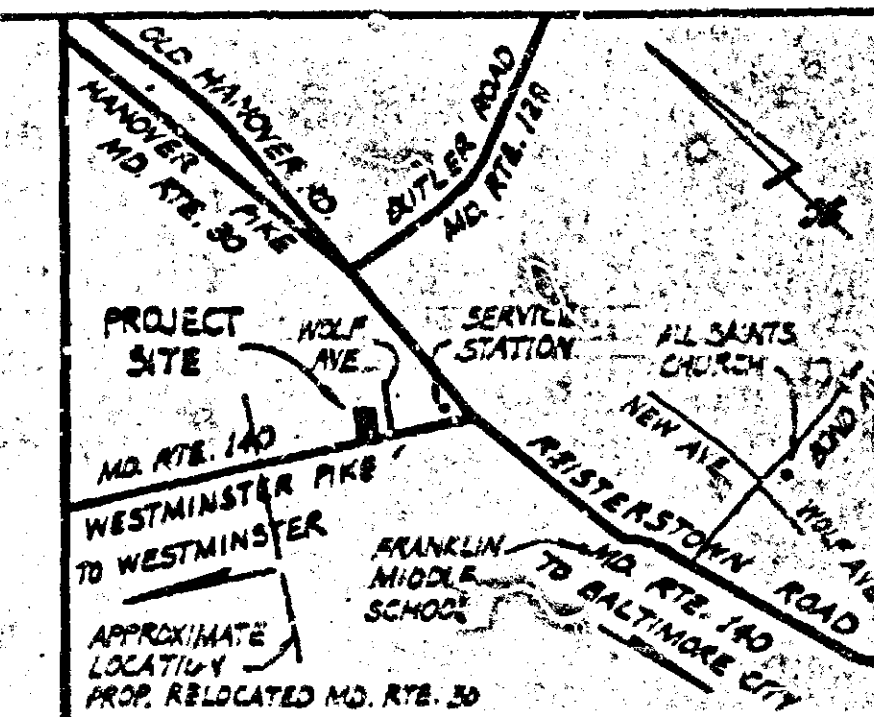 OLD HANOVER RD.
HANOVER PIKE
MD. RTE. 30
BUTLER ROAD
MD. RTE. 128
PROJECT
SITE
WOLF
AVE.
SERVICE
STATION
ALL SAINTS
CHURCH
NEW AVE.
BOND
WOLF AVE
MD. RTE. 140
WESTMINSTER PIKE
TO WESTMINSTER
REISTERSTOWN ROAD
MD. RTE. 140
TO BALTIMORE CITY
FRANKLIN
MIDDLE
SCHOOL
APPROXIMATE
LOCATION
PROP. RELOCATED MD. RTE. 30